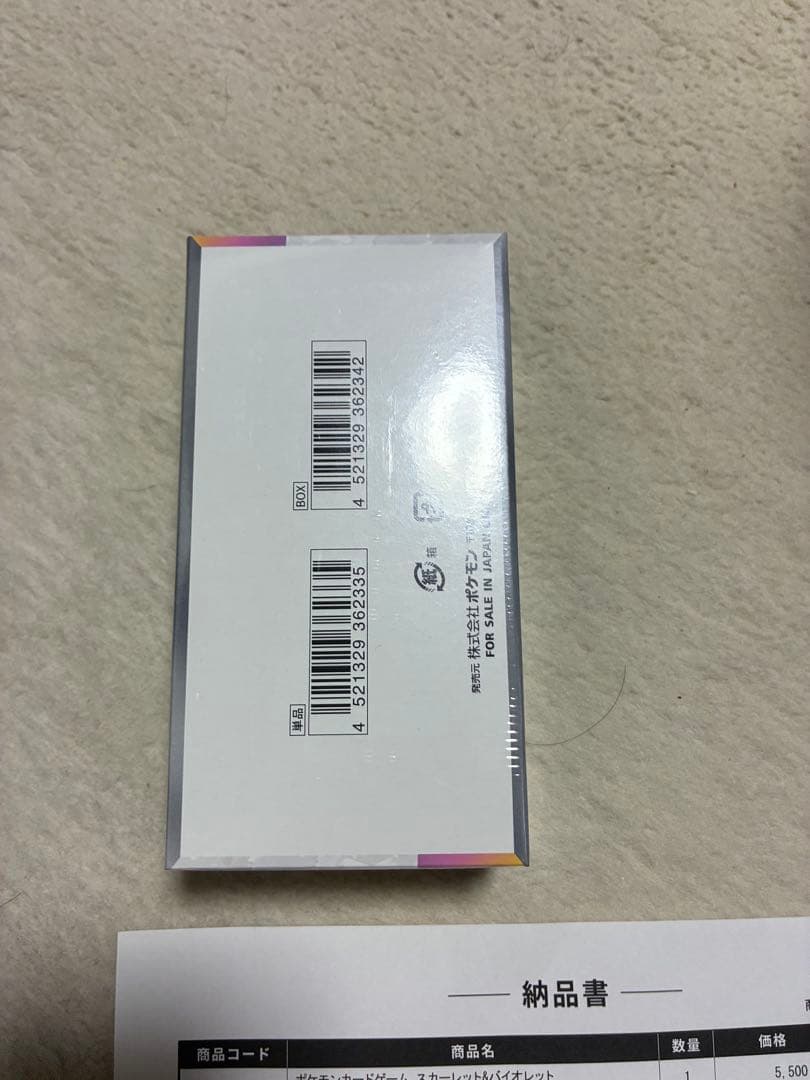 BOX
4 521329 362342
単品
4 521329 362335
紙 箱
発売元 株式会社ポケモン
FOR SALE IN JAPAN
納品書
商品コード 商品名 数量 価格
ポケモンカードゲーム スカーレット&バイオレット 1 5,500